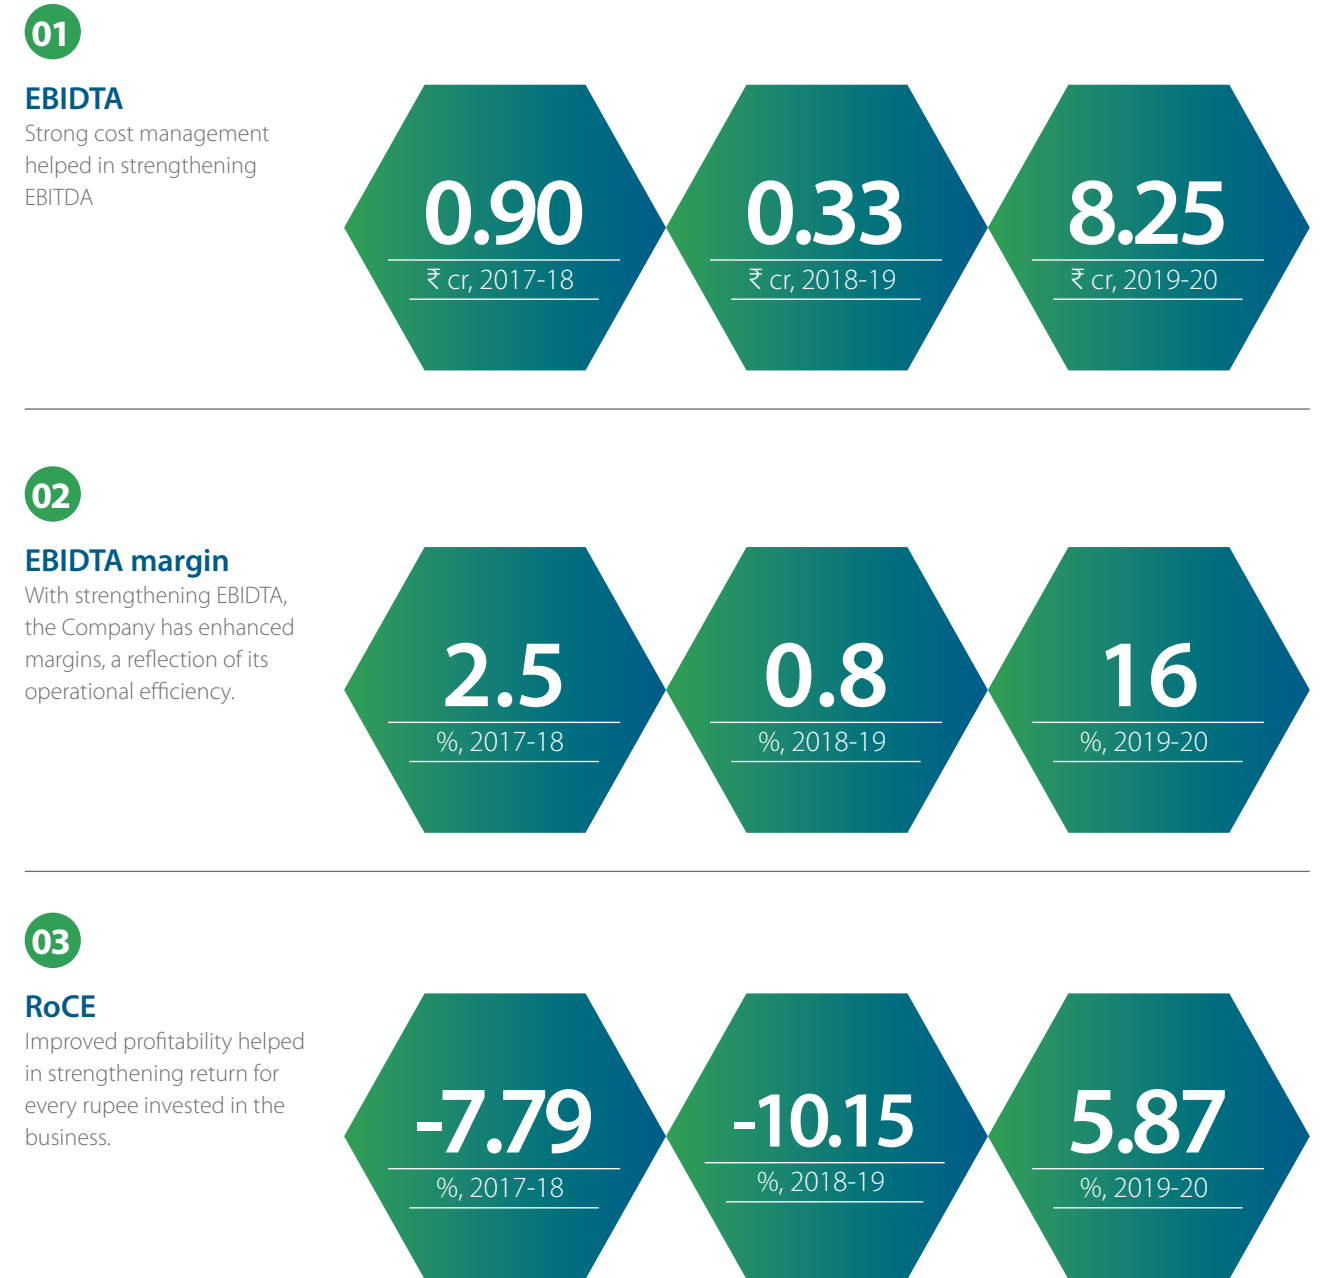 01
EBIDTA
Strong cost management
helped in strengthening
EBITDA
0.90
₹ cr, 2017-18
0.33
₹ cr, 2018-19
8.25
₹ cr, 2019-20
02
EBIDTA margin
With strengthening EBIDTA,
the Company has enhanced
margins, a reflection of its
operational efficiency.
2.5
%, 2017-18
0.8
%, 2018-19
16
%, 2019-20
03
RoCE
Improved profitability helped
in strengthening return for
every rupee invested in the
business.
-7.79
%, 2017-18
-10.15
%, 2018-19
5.87
%, 2019-20